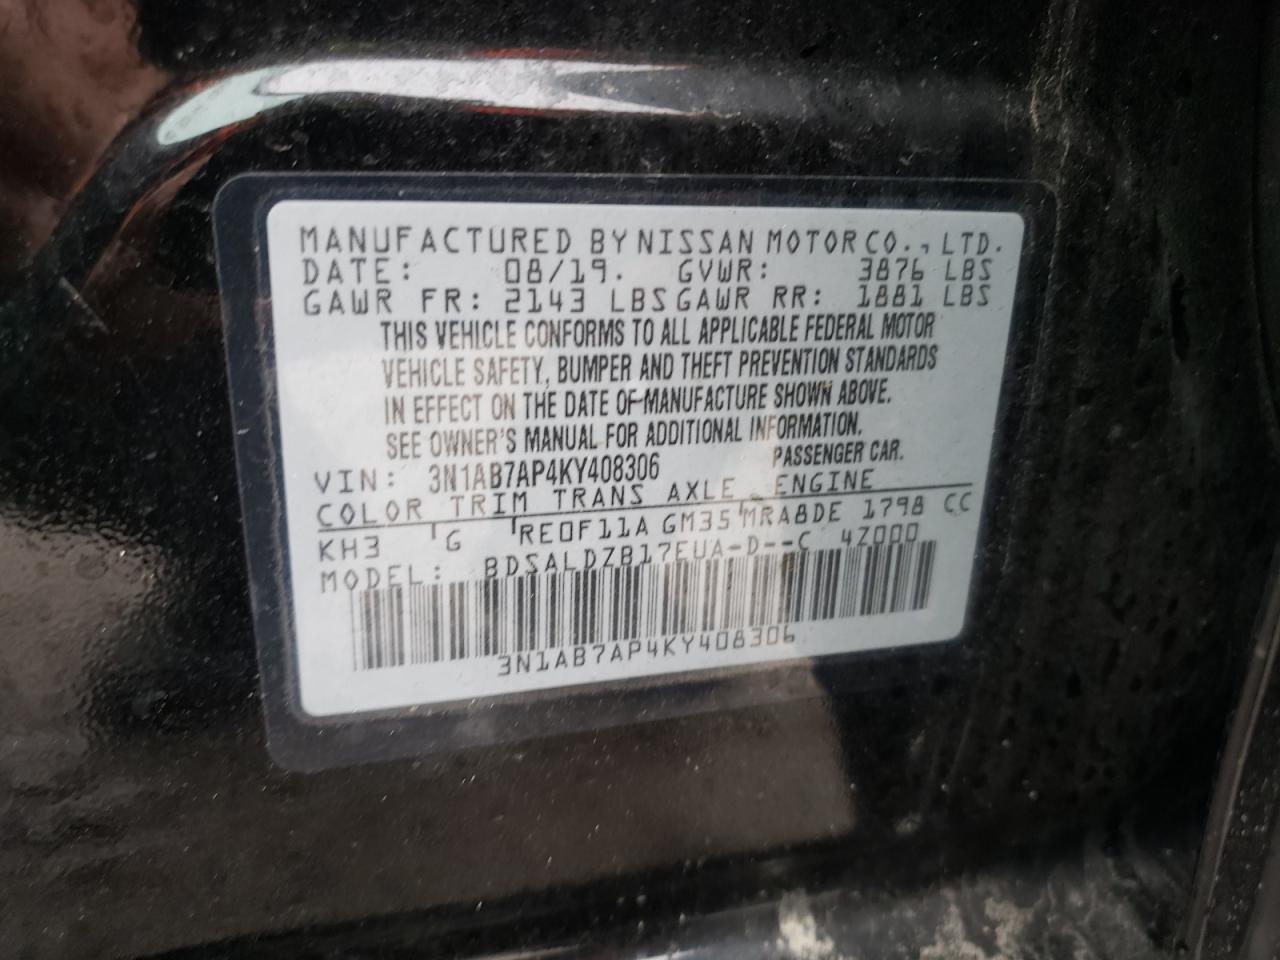 MANUFACTURED BY NISSAN MOTOR CO., LTD.
DATE: 08/19. GVWR: 3876 LBS
GAWR FR: 2143 LBS GAWR RR: 1881 LBS
THIS VEHICLE CONFORMS TO ALL APPLICABLE FEDERAL MOTOR
VEHICLE SAFETY, BUMPER AND THEFT PREVENTION STANDARDS
IN EFFECT ON THE DATE OF MANUFACTURE SHOWN ABOVE.
SEE OWNER'S MANUAL FOR ADDITIONAL INFORMATION.
VIN: 3N1AB7AP4KY408306 PASSENGER CAR.
COLOR TRIM TRANS AXLE ENGINE
KH3 G RE0F11A GM35 MRA8DE 1798 CC
MODEL: BDSALDZB17EUA-D--C 4Z000
3N1AB7AP4KY408306